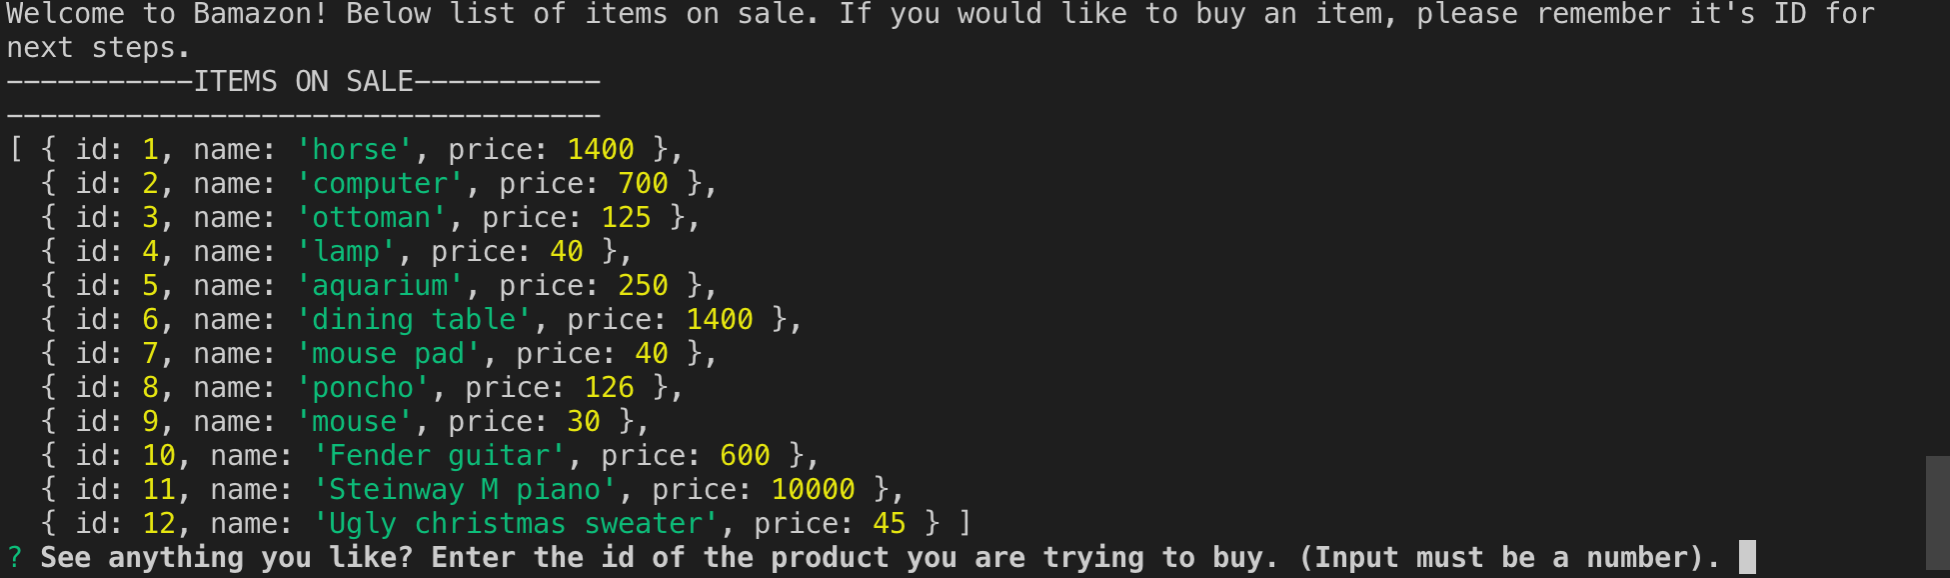 Welcome to Bamazon! Below list of items on sale. If you would like to buy an item, please remember it's ID for
next steps.
-----------ITEMS ON SALE-----------
-----------------------------------
[ { id: 1, name: 'horse', price: 1400 },
  { id: 2, name: 'computer', price: 700 },
  { id: 3, name: 'ottoman', price: 125 },
  { id: 4, name: 'lamp', price: 40 },
  { id: 5, name: 'aquarium', price: 250 },
  { id: 6, name: 'dining table', price: 1400 },
  { id: 7, name: 'mouse pad', price: 40 },
  { id: 8, name: 'poncho', price: 126 },
  { id: 9, name: 'mouse', price: 30 },
  { id: 10, name: 'Fender guitar', price: 600 },
  { id: 11, name: 'Steinway M piano', price: 10000 },
  { id: 12, name: 'Ugly christmas sweater', price: 45 } ]
? See anything you like? Enter the id of the product you are trying to buy. (Input must be a number).